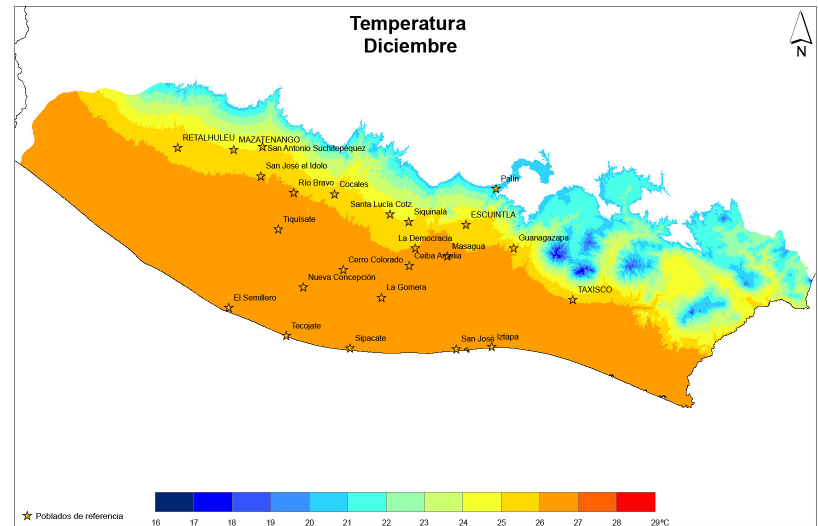 Temperatura
Diciembre
N
RETALHULEU
MAZATENANGO
San Antonio Suchitepéquez
San José el Idolo
Palín
Río Bravo
Cocales
Santa Lucía Cotz.
Siquinalá
Tiquisate
ESCUINTLA
La Democracia
Masagua
Guanagazapa
Cerro Colorado
Ceiba Amelia
Nueva Concepción
La Gomera
TAXISCO
El Semillero
Tecojate
Sipacate
San José
Iztapa
Poblados de referencia
16 17 18 19 20 21 22 23 24 25 26 27 28 29°C